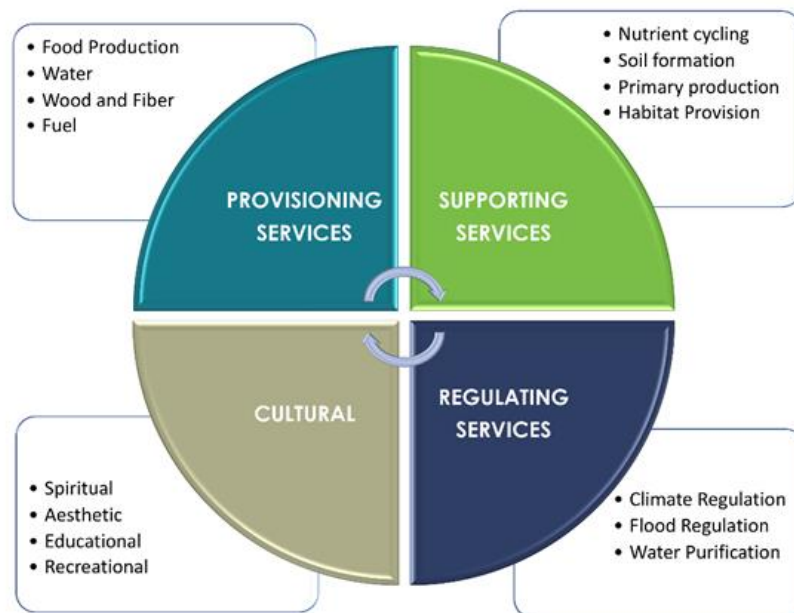 • Food Production
• Water
• Wood and Fiber
• Fuel
• Nutrient cycling
• Soil formation
• Primary production
• Habitat Provision
PROVISIONING
SERVICES
SUPPORTING
SERVICES
CULTURAL
REGULATING
SERVICES
• Spiritual
• Aesthetic
• Educational
• Recreational
• Climate Regulation
• Flood Regulation
• Water Purification